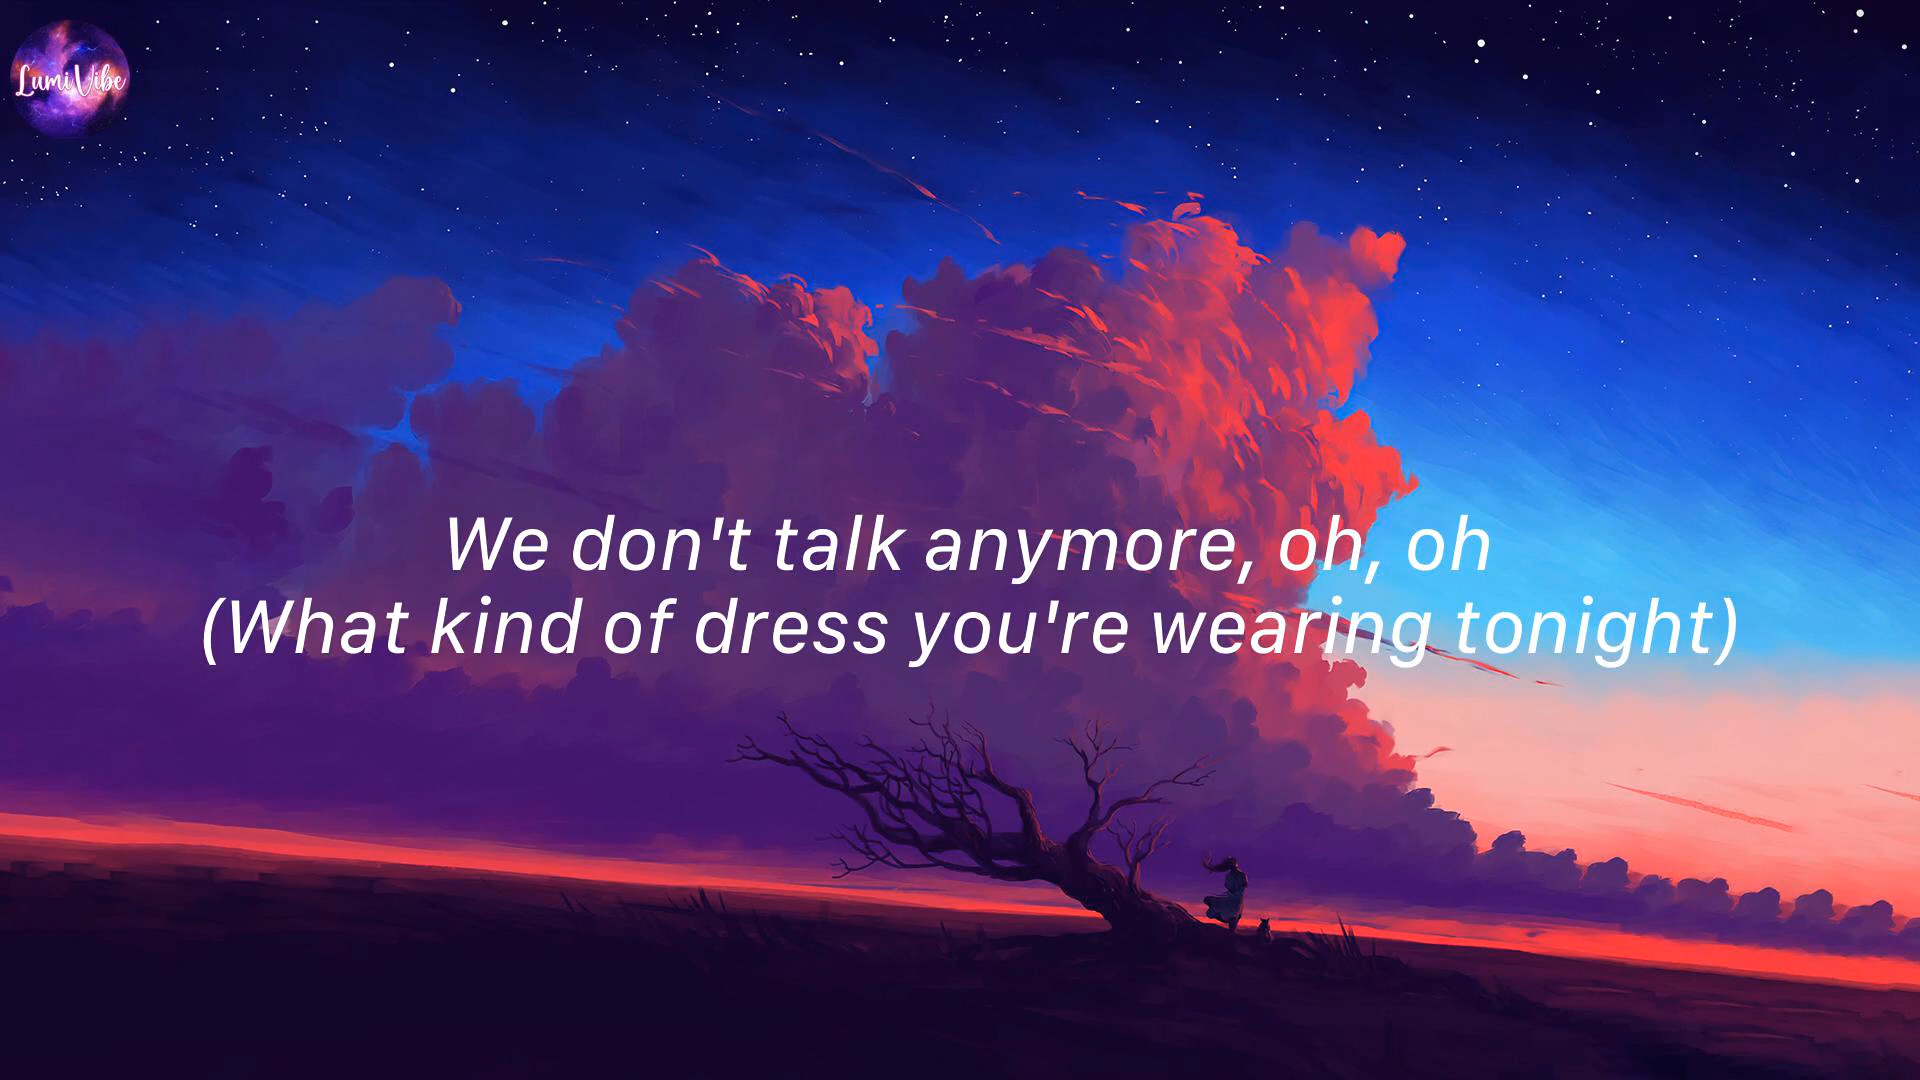 LumiVibe
We don't talk anymore, oh, oh
(What kind of dress you're wearing tonight)